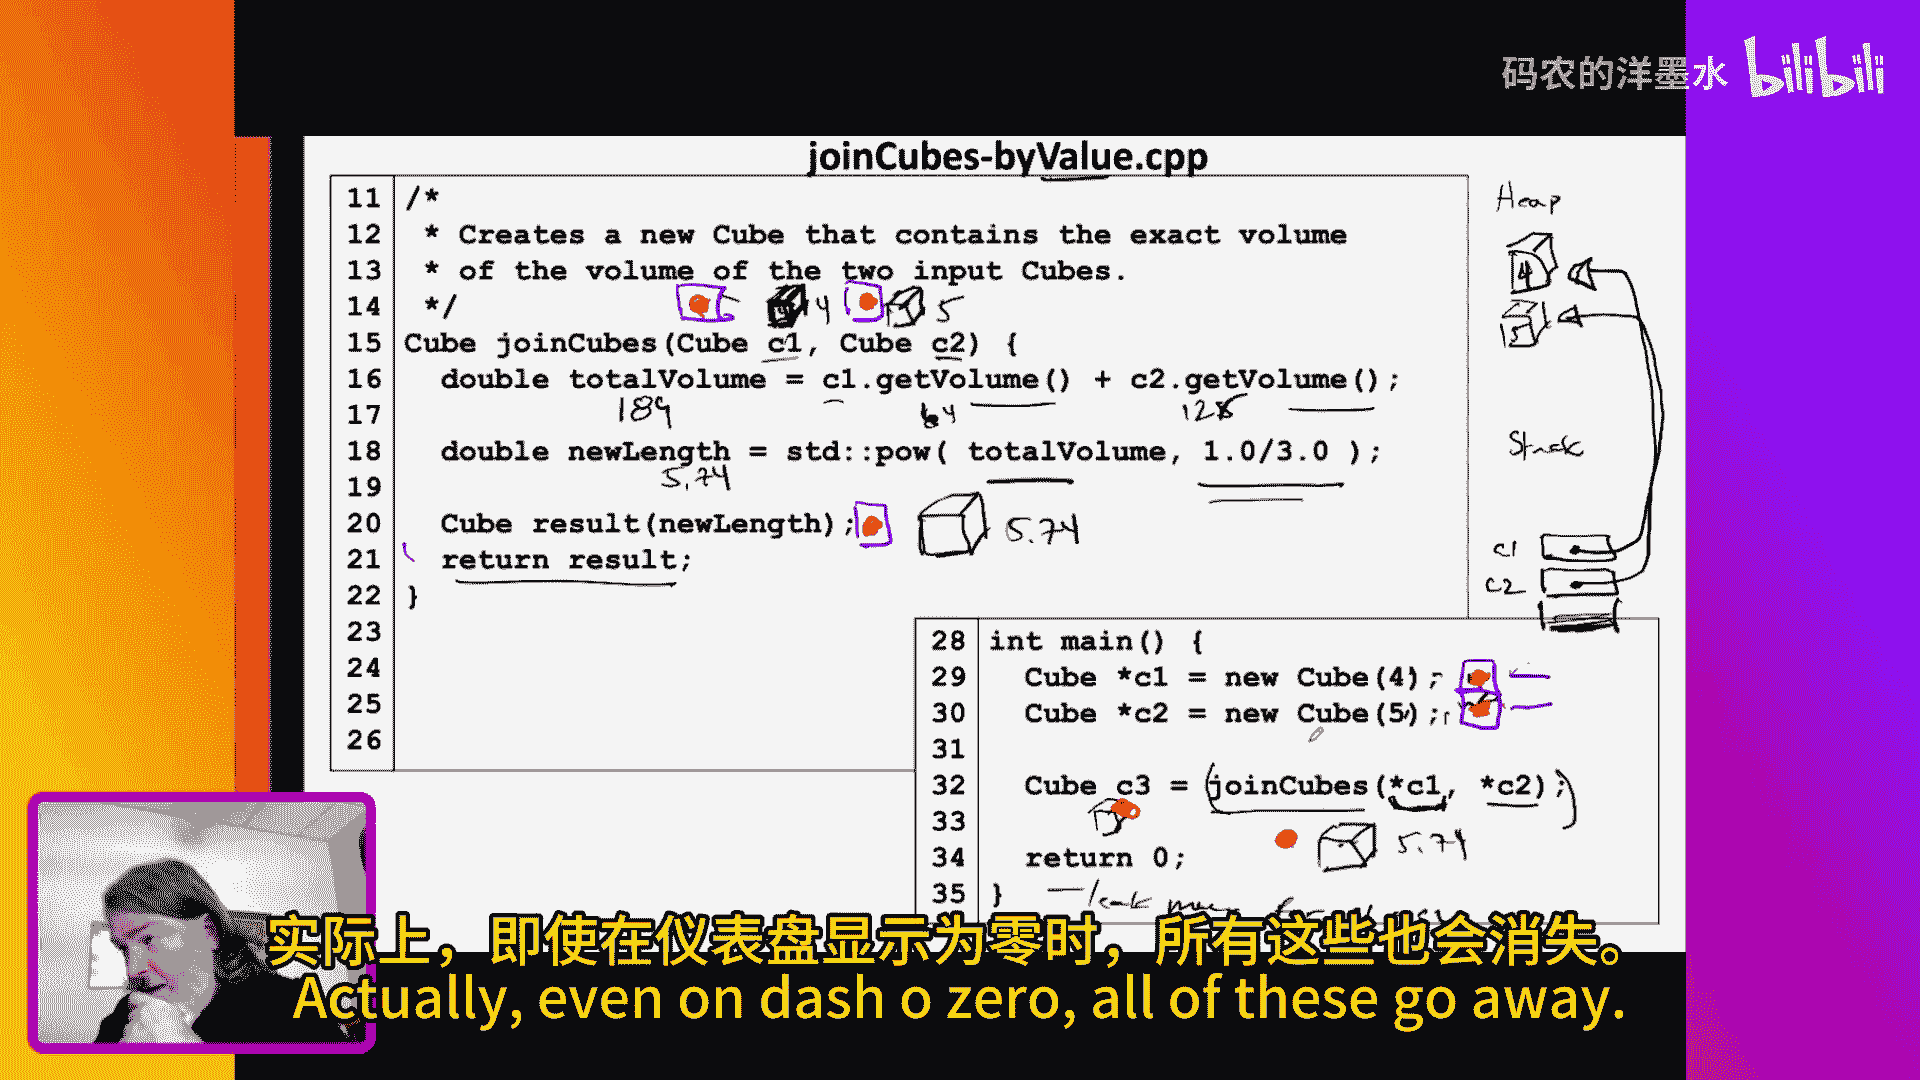 码农的洋墨水 bilibili
joinCubes-byValue.cpp
11 /*
12 * Creates a new Cube that contains the exact volume
13 * of the volume of the two input Cubes.
14 */
4 5
15 Cube joinCubes(Cube c1, Cube c2) {
16 double totalVolume = c1.getVolume() + c2.getVolume();
17
189 64 125
18 double newLength = std::pow( totalVolume, 1.0/3.0 );
5.74
19
20 Cube result(newLength);
5.74
21 return result;
22 }
23
24
25
26
Heap
4
5
Stack
c1
c2
28 int main() {
29 Cube *c1 = new Cube(4);
30 Cube *c2 = new Cube(5);
31
32 Cube c3 = joinCubes(*c1, *c2);
33
5.74
34 return 0;
35 }
leak
实际上，即使在仪表盘显示为零时，所有这些也会消失。
Actually, even on dash o zero, all of these go away.